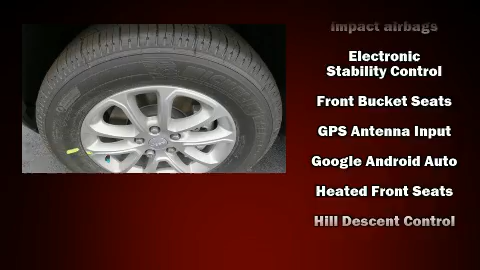 impact airbags
Electronic
Stability Control
Front Bucket Seats
GPS Antenna Input
Google Android Auto
Heated Front Seats
Hill Descent Control